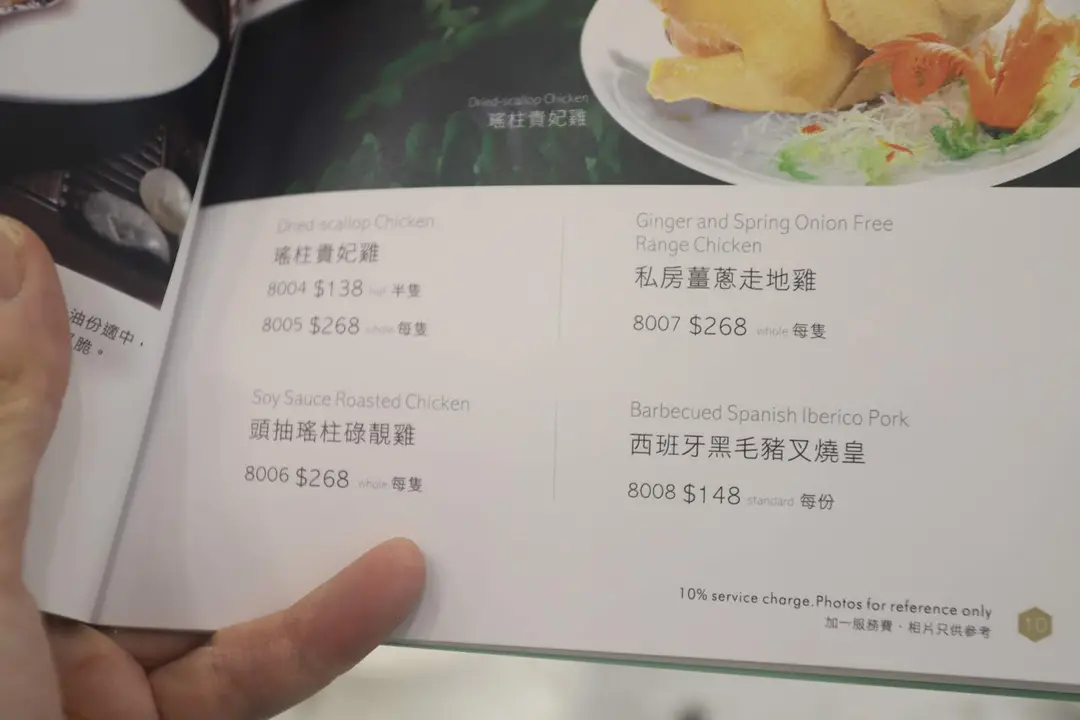 Dried-scallop Chicken
瑤柱貴妃雞
油份適中，
脆。
Dried-scallop Chicken
瑤柱貴妃雞
8004 $138 half 半隻
8005 $268 whole 每隻
Soy Sauce Roasted Chicken
頭抽瑤柱碌靚雞
8006 $268 whole 每隻
Ginger and Spring Onion Free
Range Chicken
私房薑蔥走地雞
8007 $268 whole 每隻
Barbecued Spanish Iberico Pork
西班牙黑毛豬叉燒皇
8008 $148 standard 每份
10% service charge.Photos for reference only
加一服務費、相片只供參考
10